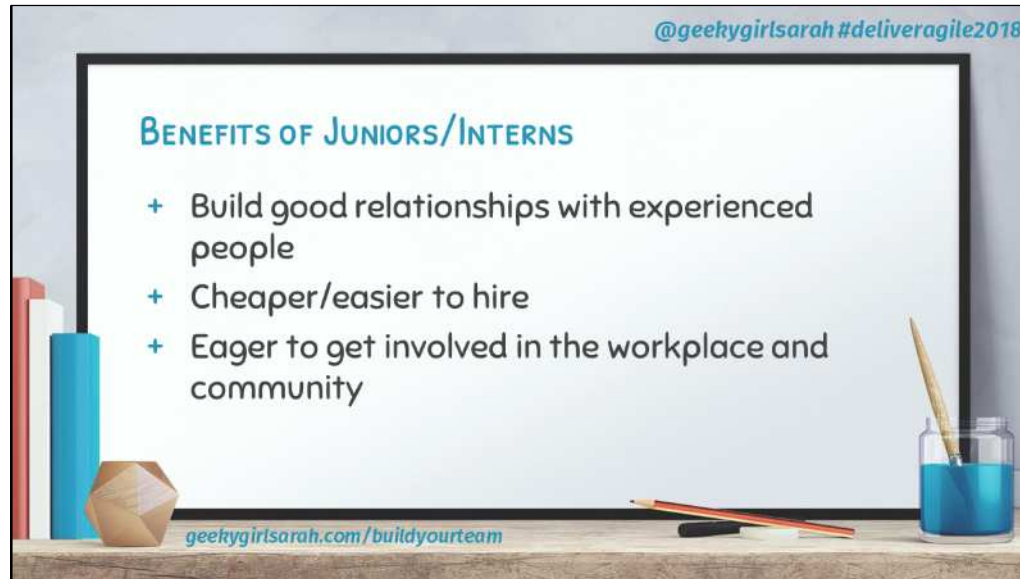 @geekygirlsarah #deliveragile2018
Benefits of Juniors/Interns
+ Build good relationships with experienced
people
+ Cheaper/easier to hire
+ Eager to get involved in the workplace and
community
geekygirlsarah.com/buildyourteam